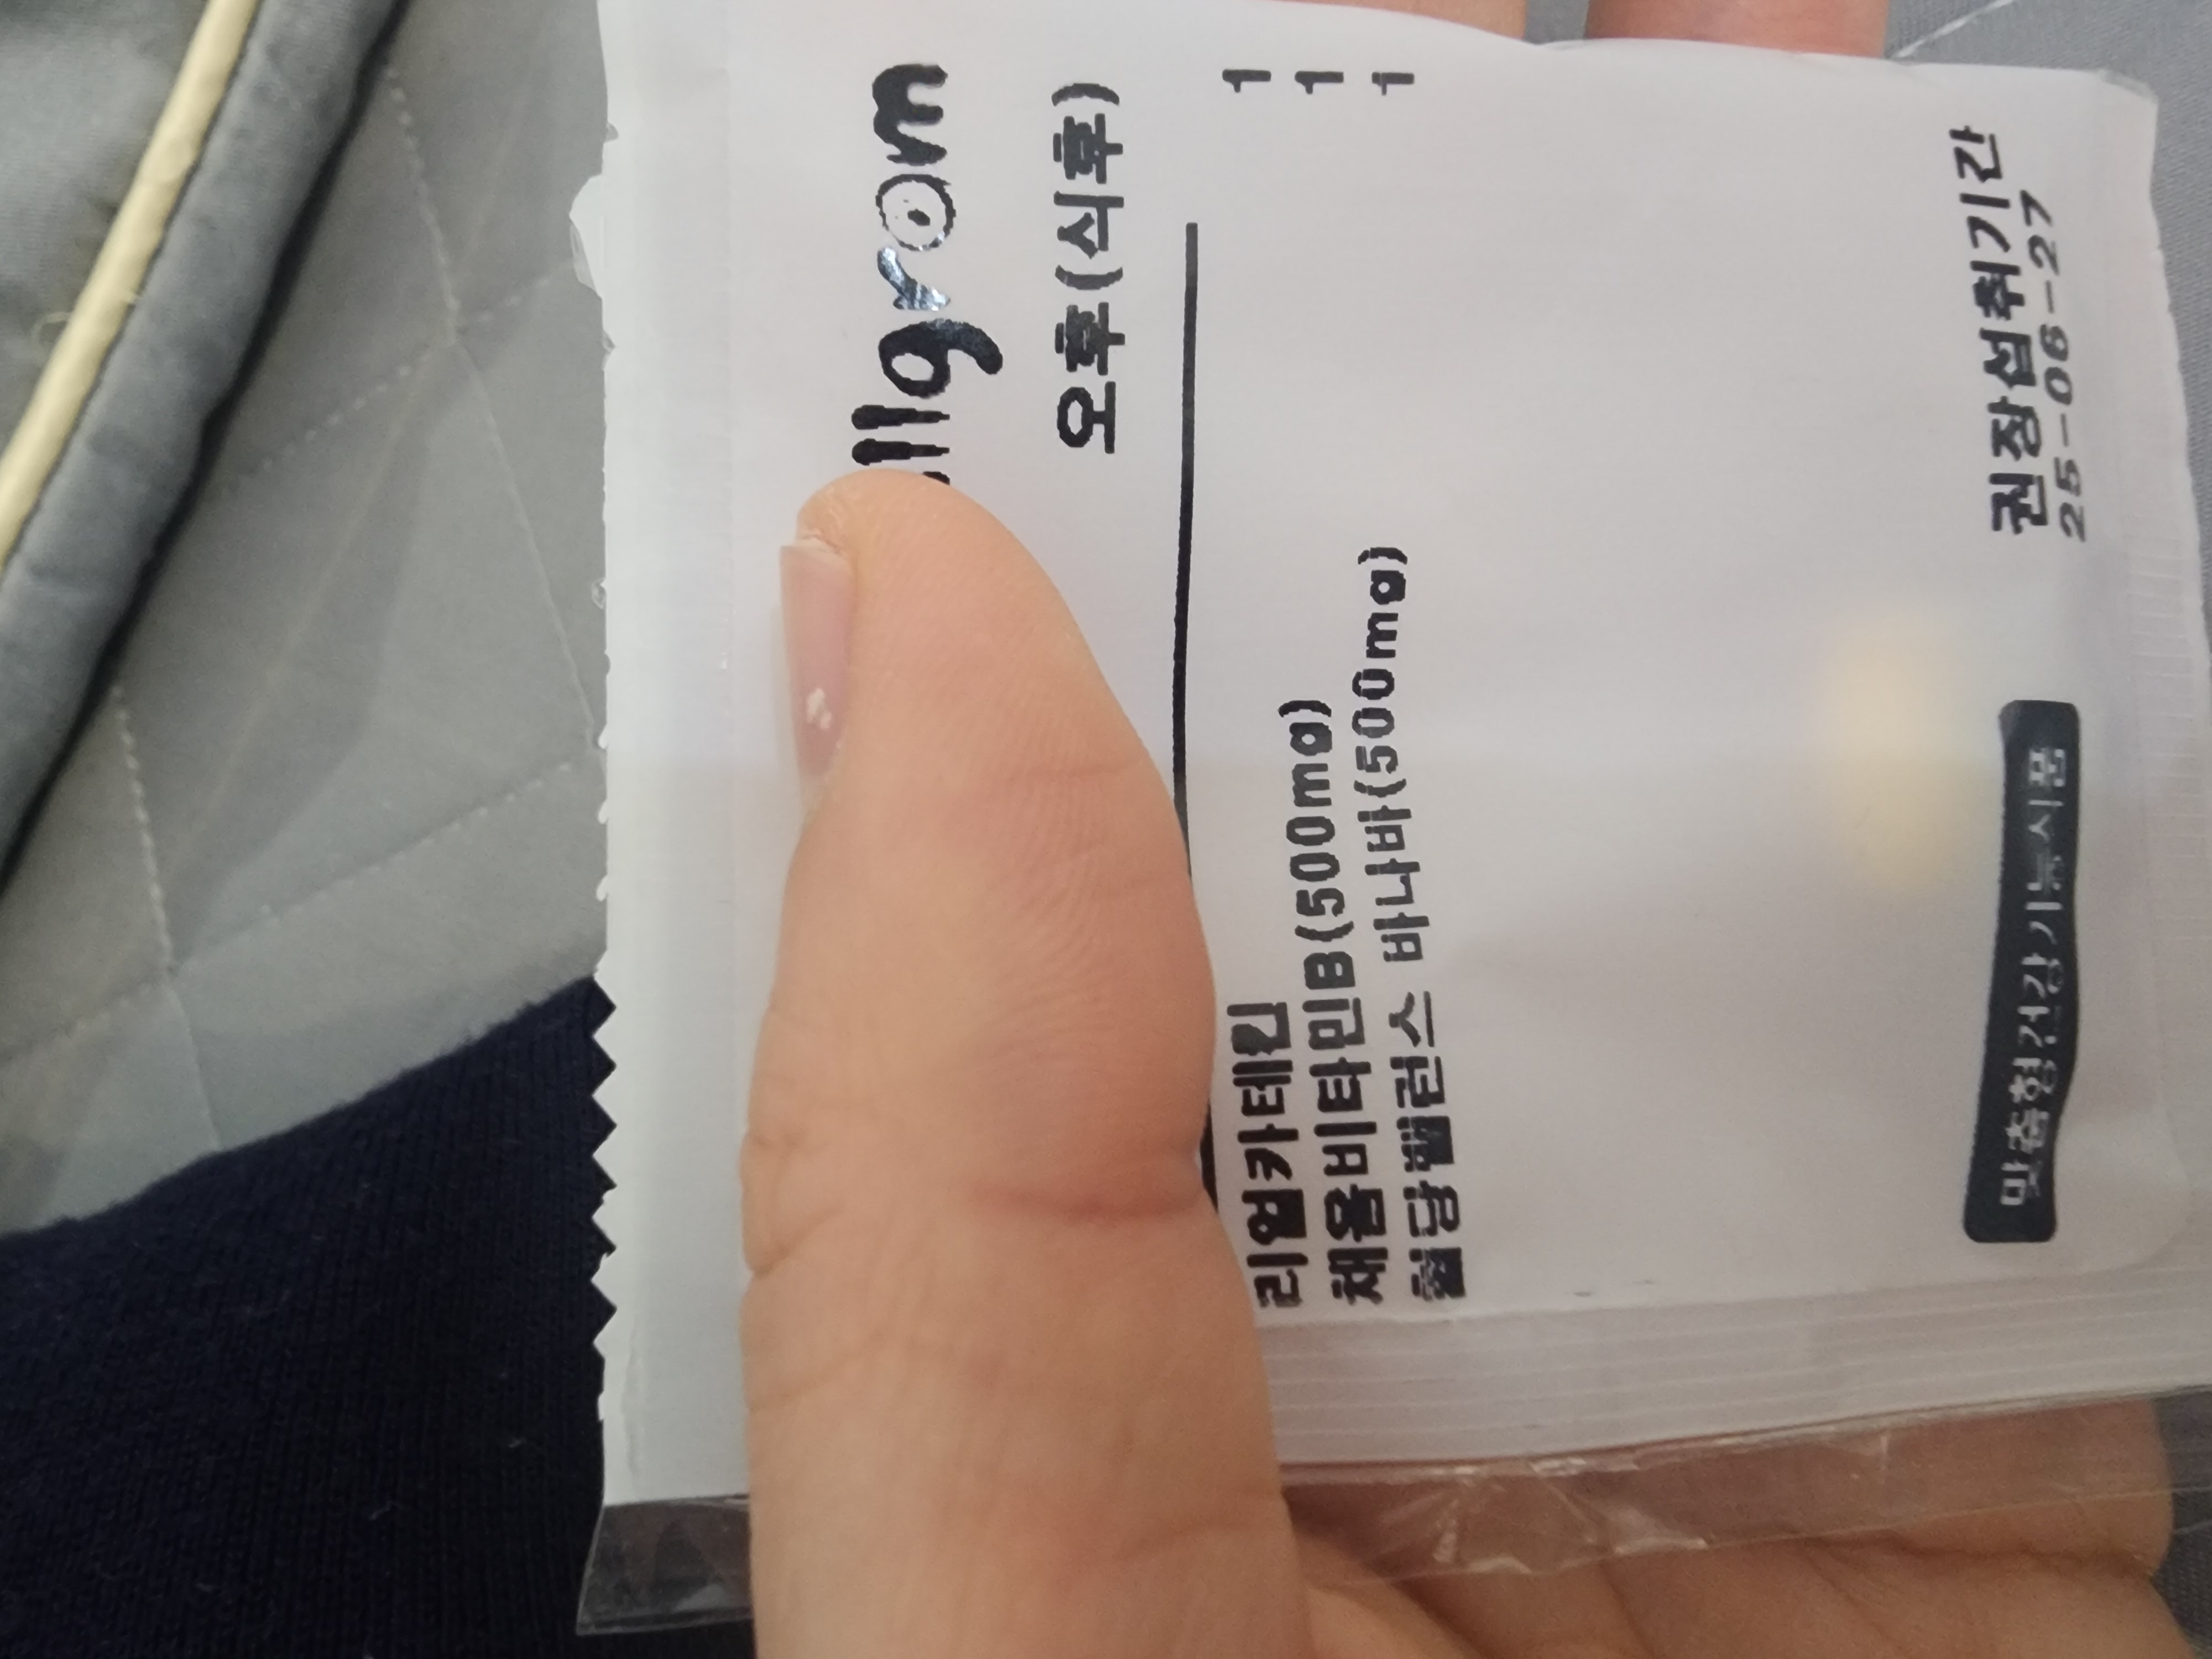 llgrom
오후(식후)
리얼카테킨 1
채움비타민B(500mg) 1
혈당밸런스 바나바(500mg) 1
맞춤형건강기능식품
권장섭취기간
25-08-27